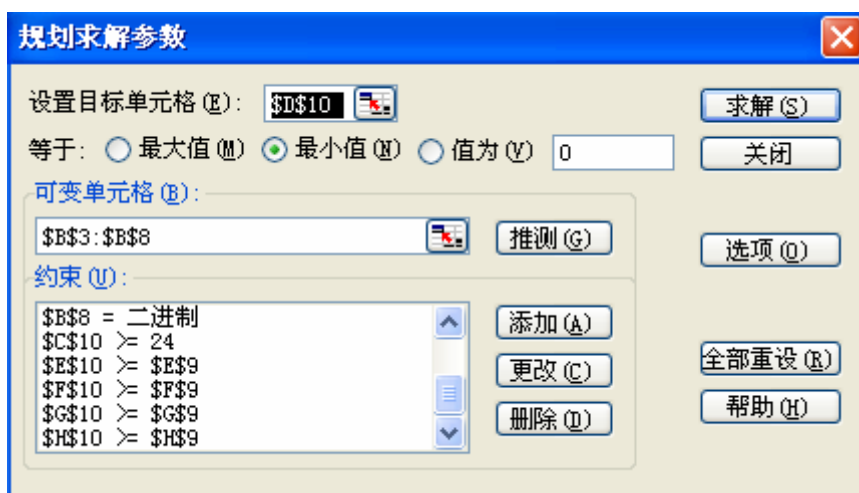 规划求解参数
设置目标单元格(E): $D$10 求解(S)
等于: 最大值(M) 最小值(N) 值为(V) 0 关闭
可变单元格(B):
$B$3:$B$8 推测(G) 选项(O)
约束(U):
$B$8 = 二进制 添加(A)
$C$10 >= 24
$E$10 >= $E$9 更改(C) 全部重设(R)
$F$10 >= $F$9
$G$10 >= $G$9 删除(D) 帮助(H)
$H$10 >= $H$9